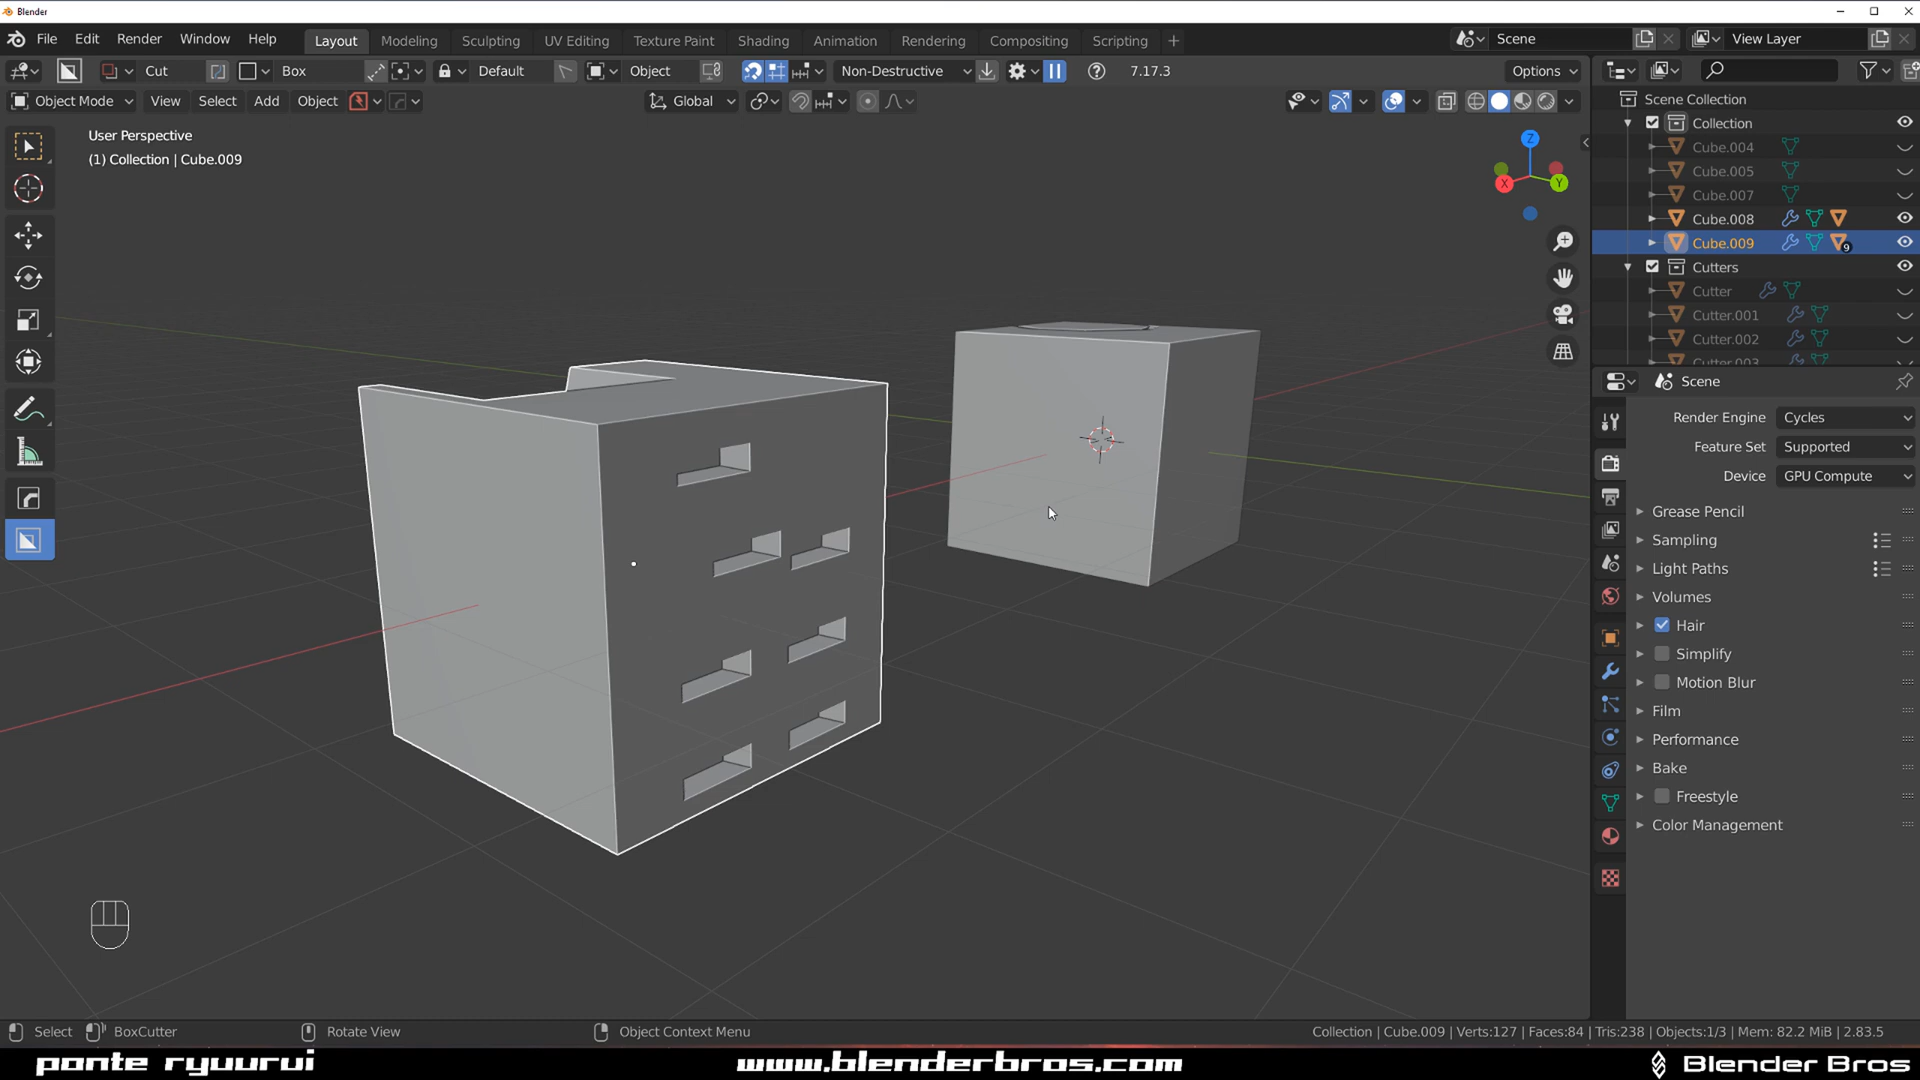 Blender
File Edit Render Window Help Layout Modeling Sculpting UV Editing Texture Paint Shading Animation Rendering Compositing Scripting + Scene View Layer
Cut Box Default Object Non-Destructive 7.17.3 Options
Object Mode View Select Add Object Global
User Perspective
(1) Collection | Cube.009
Z
X
Y
Scene Collection
Collection
Cube.004
Cube.005
Cube.007
Cube.008
Cube.009 9
Cutters
Cutter
Cutter.001
Cutter.002
Cutter.003
Scene
Render Engine Cycles
Feature Set Supported
Device GPU Compute
Grease Pencil
Sampling
Light Paths
Volumes
Hair
Simplify
Motion Blur
Film
Performance
Bake
Freestyle
Color Management
Select BoxCutter Rotate View Object Context Menu Collection | Cube.009 | Verts:127 | Faces:84 | Tris:238 | Objects:1/3 | Mem: 82.2 MiB | 2.83.5
ponte ryuurui www.blenderbros.com Blender Bros